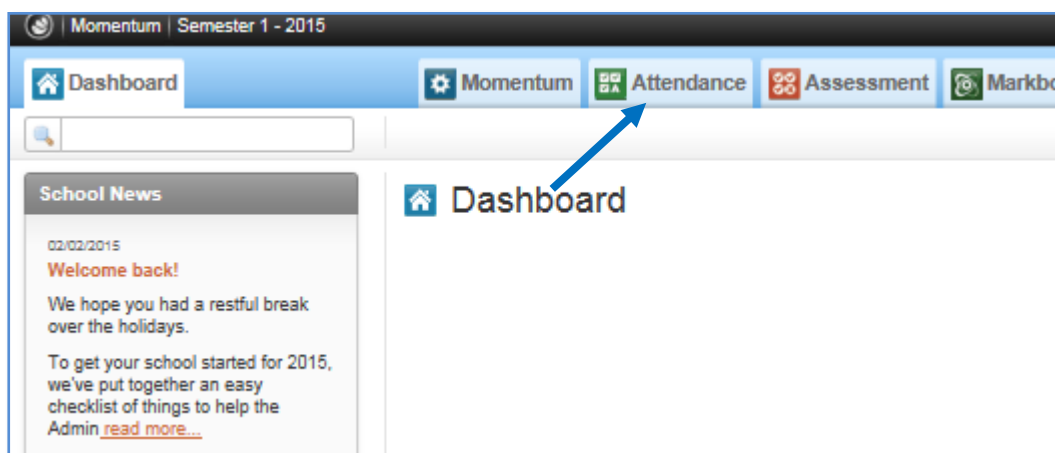 Momentum | Semester 1 - 2015
Dashboard
Momentum
Attendance
Assessment
Markbo
Dashboard
School News
02/02/2015
Welcome back!
We hope you had a restful break
over the holidays.
To get your school started for 2015,
we've put together an easy
checklist of things to help the
Admin read more...